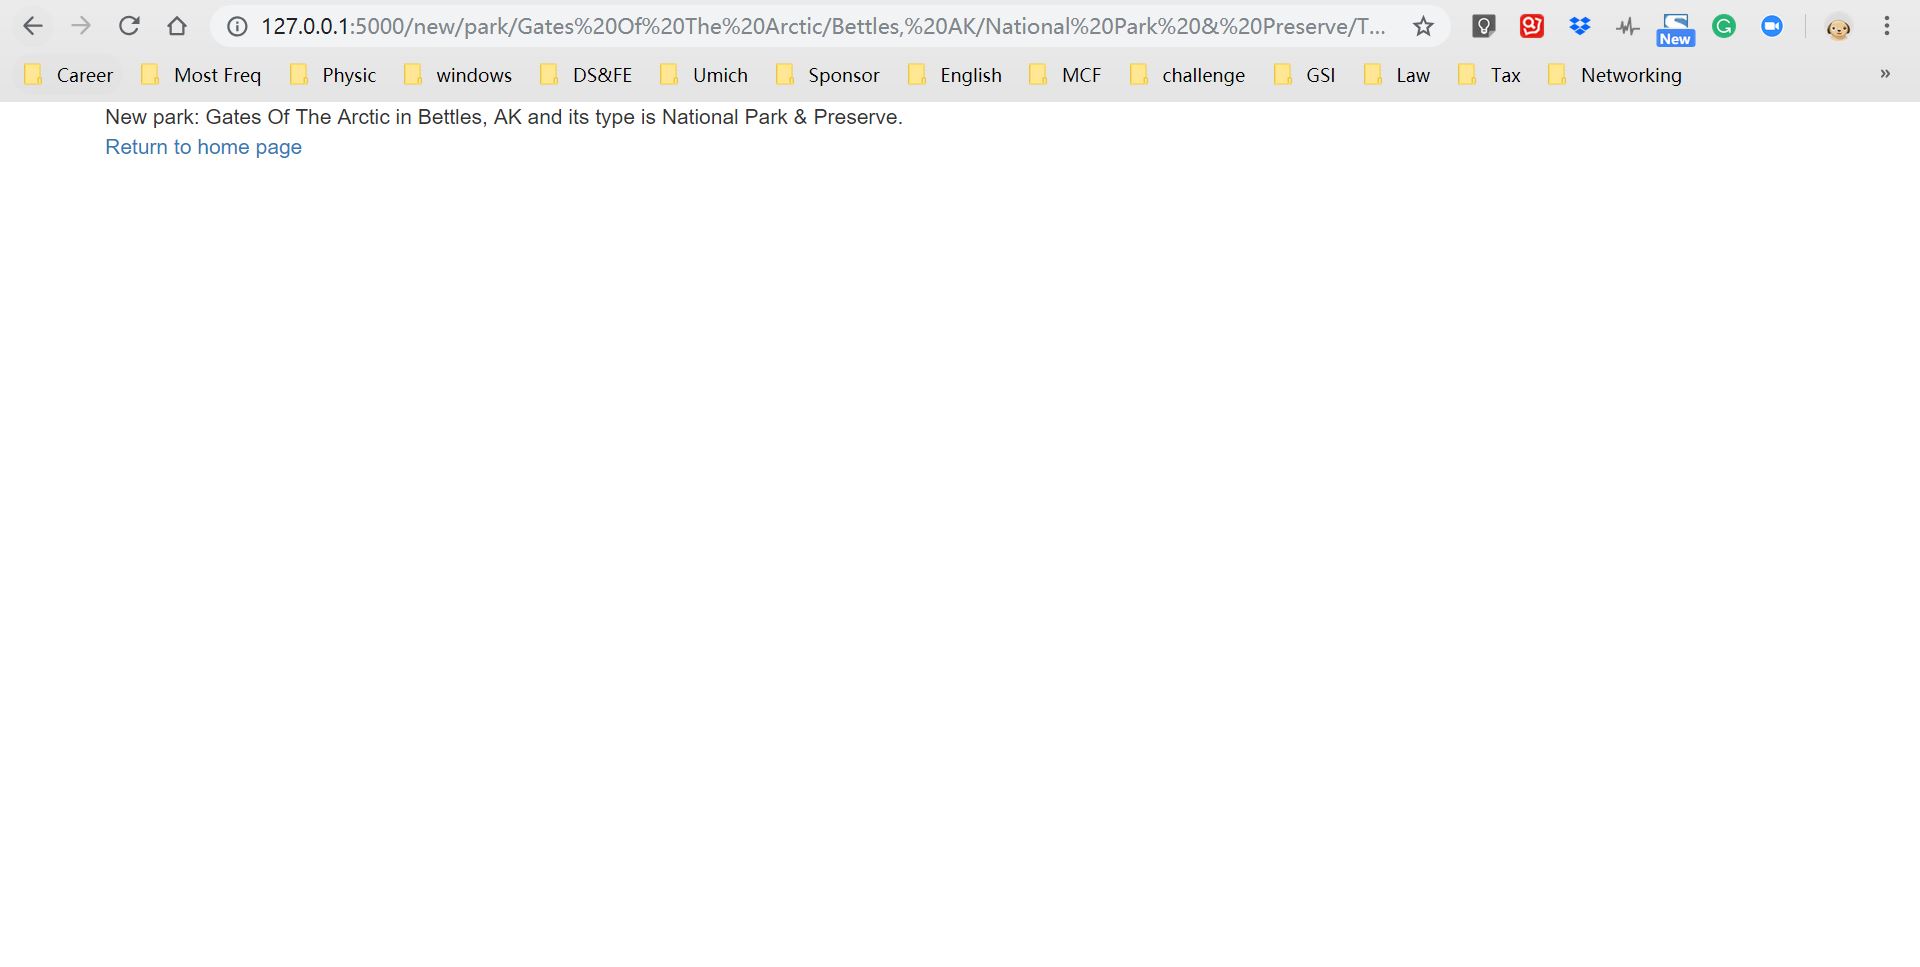 127.0.0.1:5000/new/park/Gates%20Of%20The%20Arctic/Bettles,%20AK/National%20Park%20&%20Preserve/T...
New
Career Most Freq Physic windows DS&FE Umich Sponsor English MCF challenge GSI Law Tax Networking »
New park: Gates Of The Arctic in Bettles, AK and its type is National Park & Preserve.
Return to home page